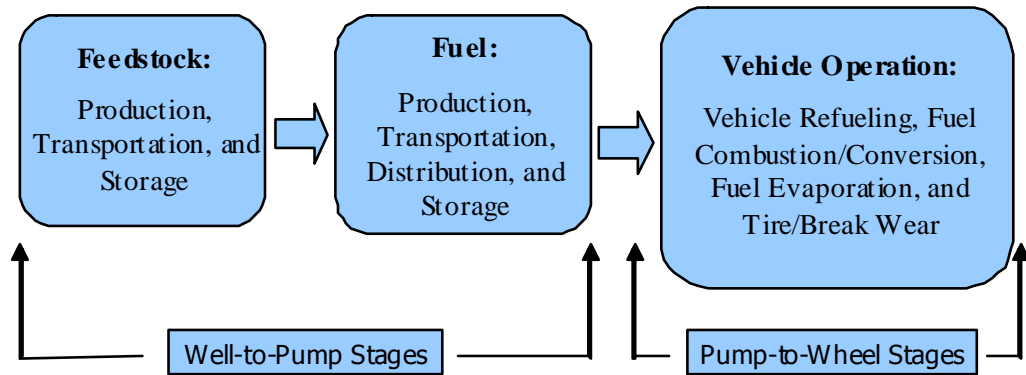 Feedstock:
Production,
Transportation, and
Storage
Fuel:
Production,
Transportation,
Distribution, and
Storage
Vehicle Operation:
Vehicle Refueling, Fuel
Combustion/Conversion,
Fuel Evaporation, and
Tire/Break Wear
Well-to-Pump Stages
Pump-to-Wheel Stages